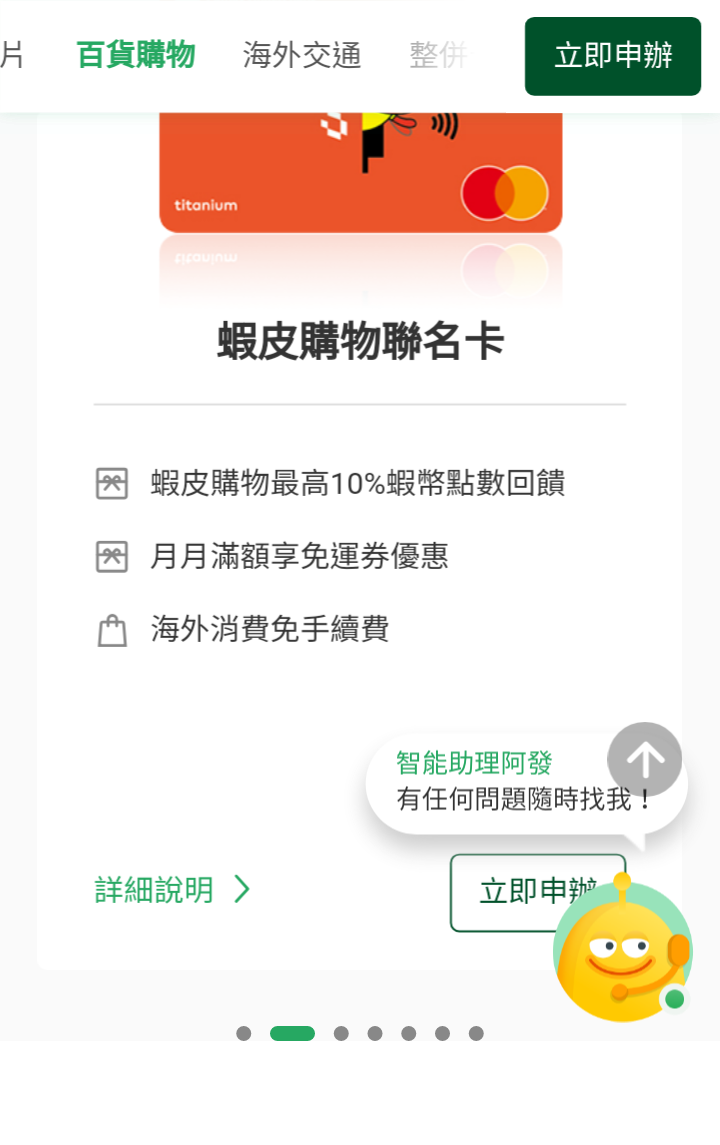 片 百貨購物 海外交通 整併 立即申辦
titanium
蝦皮購物聯名卡
蝦皮購物最高10%蝦幣點數回饋
月月滿額享免運券優惠
海外消費免手續費
智能助理阿發
有任何問題隨時找我！
詳細說明 立即申辦